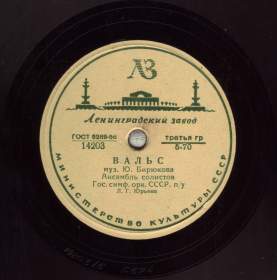 ЛЗ
Ленинградский завод
ГОСТ 5289-56 третья гр
14203 5-70
ВАЛЬС
муз. Ю. Бирюкова
Ансамбль солистов
Гос. симф. орк. СССР, п/у
Л. Г. Юрьева
МИНИСТЕРСТВО КУЛЬТУРЫ СССР